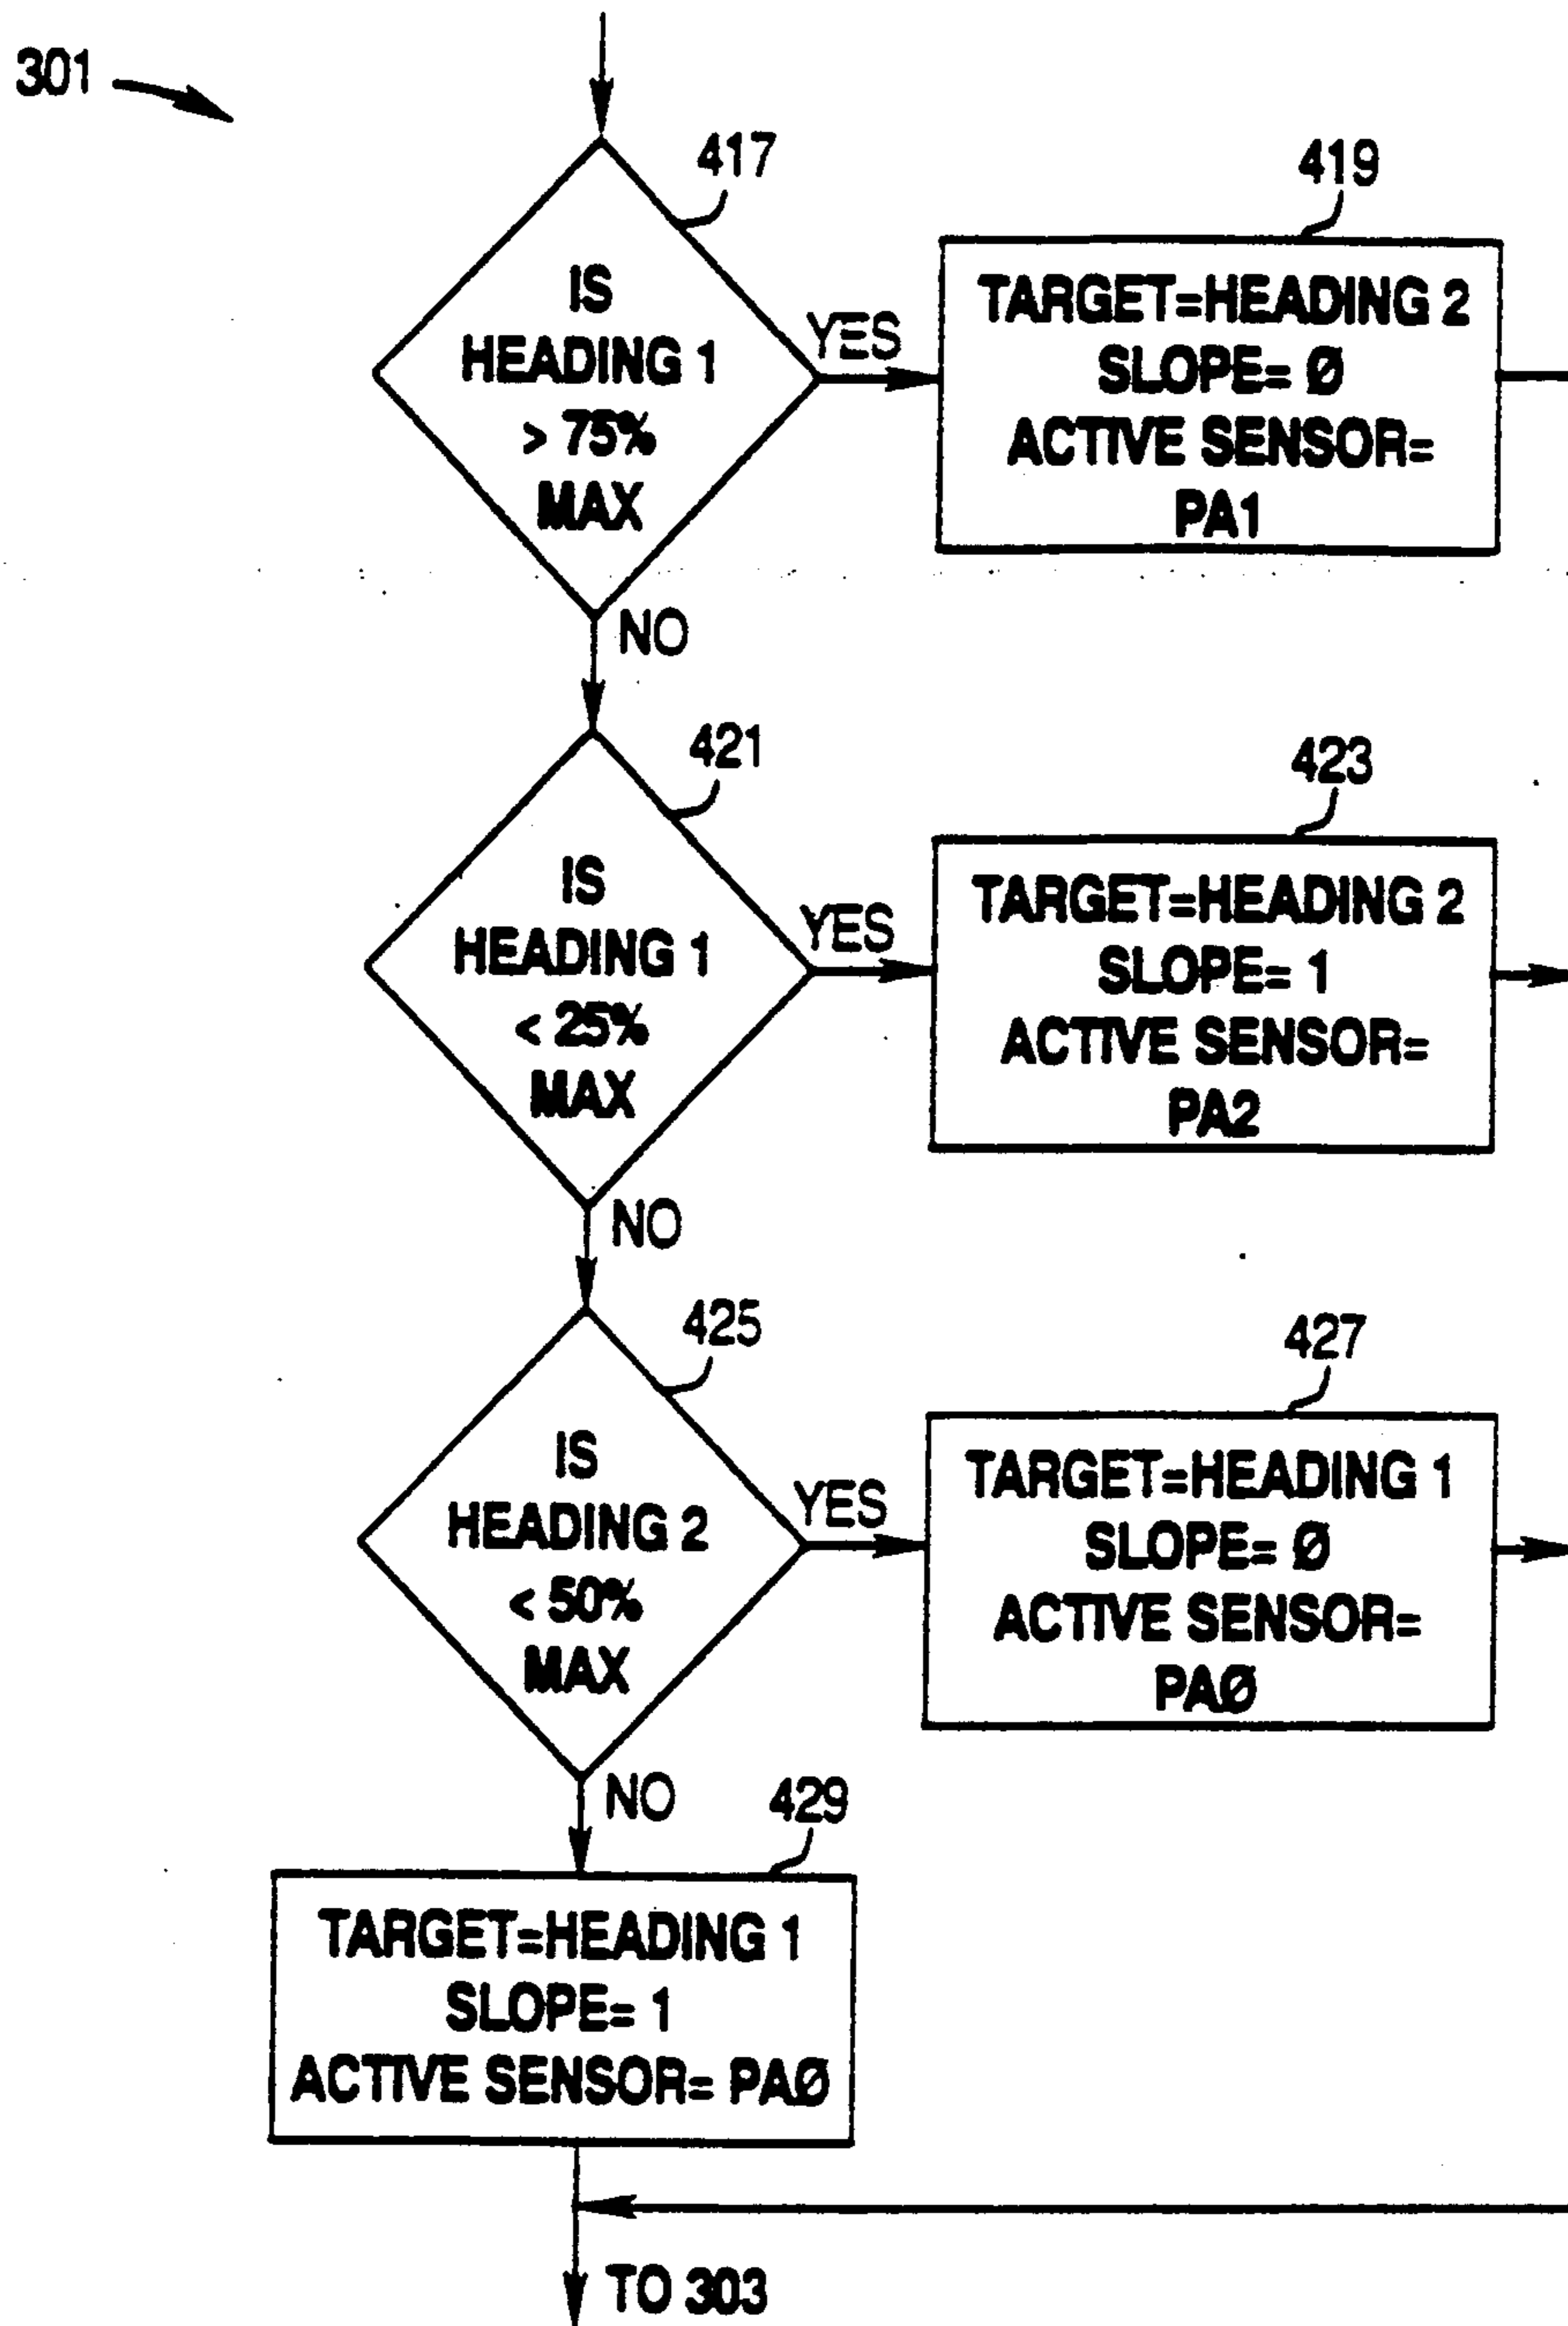 301
417
IS
HEADING 1
> 75%
MAX
YES
419
TARGET=HEADING 2
SLOPE= Ø
ACTIVE SENSOR=
PA1
NO
421
IS
HEADING 1
< 25%
MAX
YES
423
TARGET=HEADING 2
SLOPE= 1
ACTIVE SENSOR=
PA2
NO
425
IS
HEADING 2
< 50%
MAX
YES
427
TARGET=HEADING 1
SLOPE= Ø
ACTIVE SENSOR=
PAØ
NO
429
TARGET=HEADING 1
SLOPE= 1
ACTIVE SENSOR= PAØ
TO 303